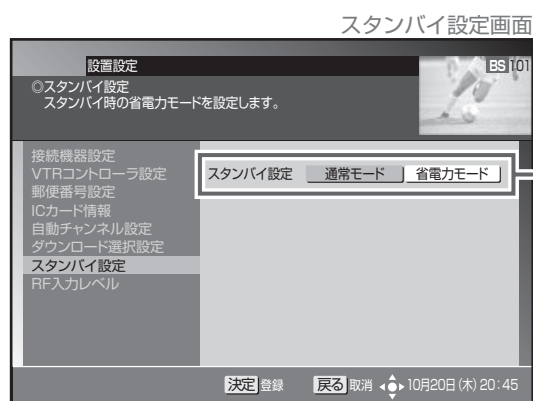 スタンバイ設定画面
設置設定
BS 101
◎スタンバイ設定
スタンバイ時の省電力モードを設定します。
接続機器設定
VTRコントローラ設定
郵便番号設定
ICカード情報
自動チャンネル設定
ダウンロード選択設定
スタンバイ設定
RF入力レベル
スタンバイ設定 通常モード 省電力モード
決定 登録 戻る 取消 10月20日(木) 20:45